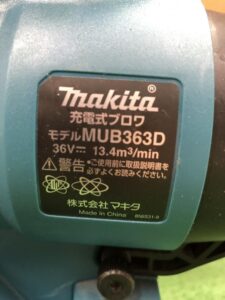 makita®
充電式ブロワ
モデルMUB363D
36V⎓ 13.4m³/min
⚠警告 •ご使用前に取扱説明書を
必ずよくお読みください。
株式会社マキタ
Made in China 858S31-8